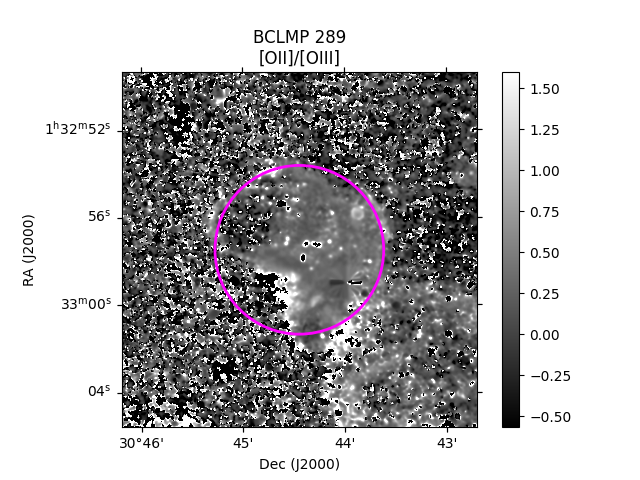 BCLMP 289
[OII]/[OIII]
1h32m52s
56s
33m00s
04s
RA (J2000)
30°46'
45'
44'
43'
Dec (J2000)
1.50
1.25
1.00
0.75
0.50
0.25
0.00
−0.25
−0.50